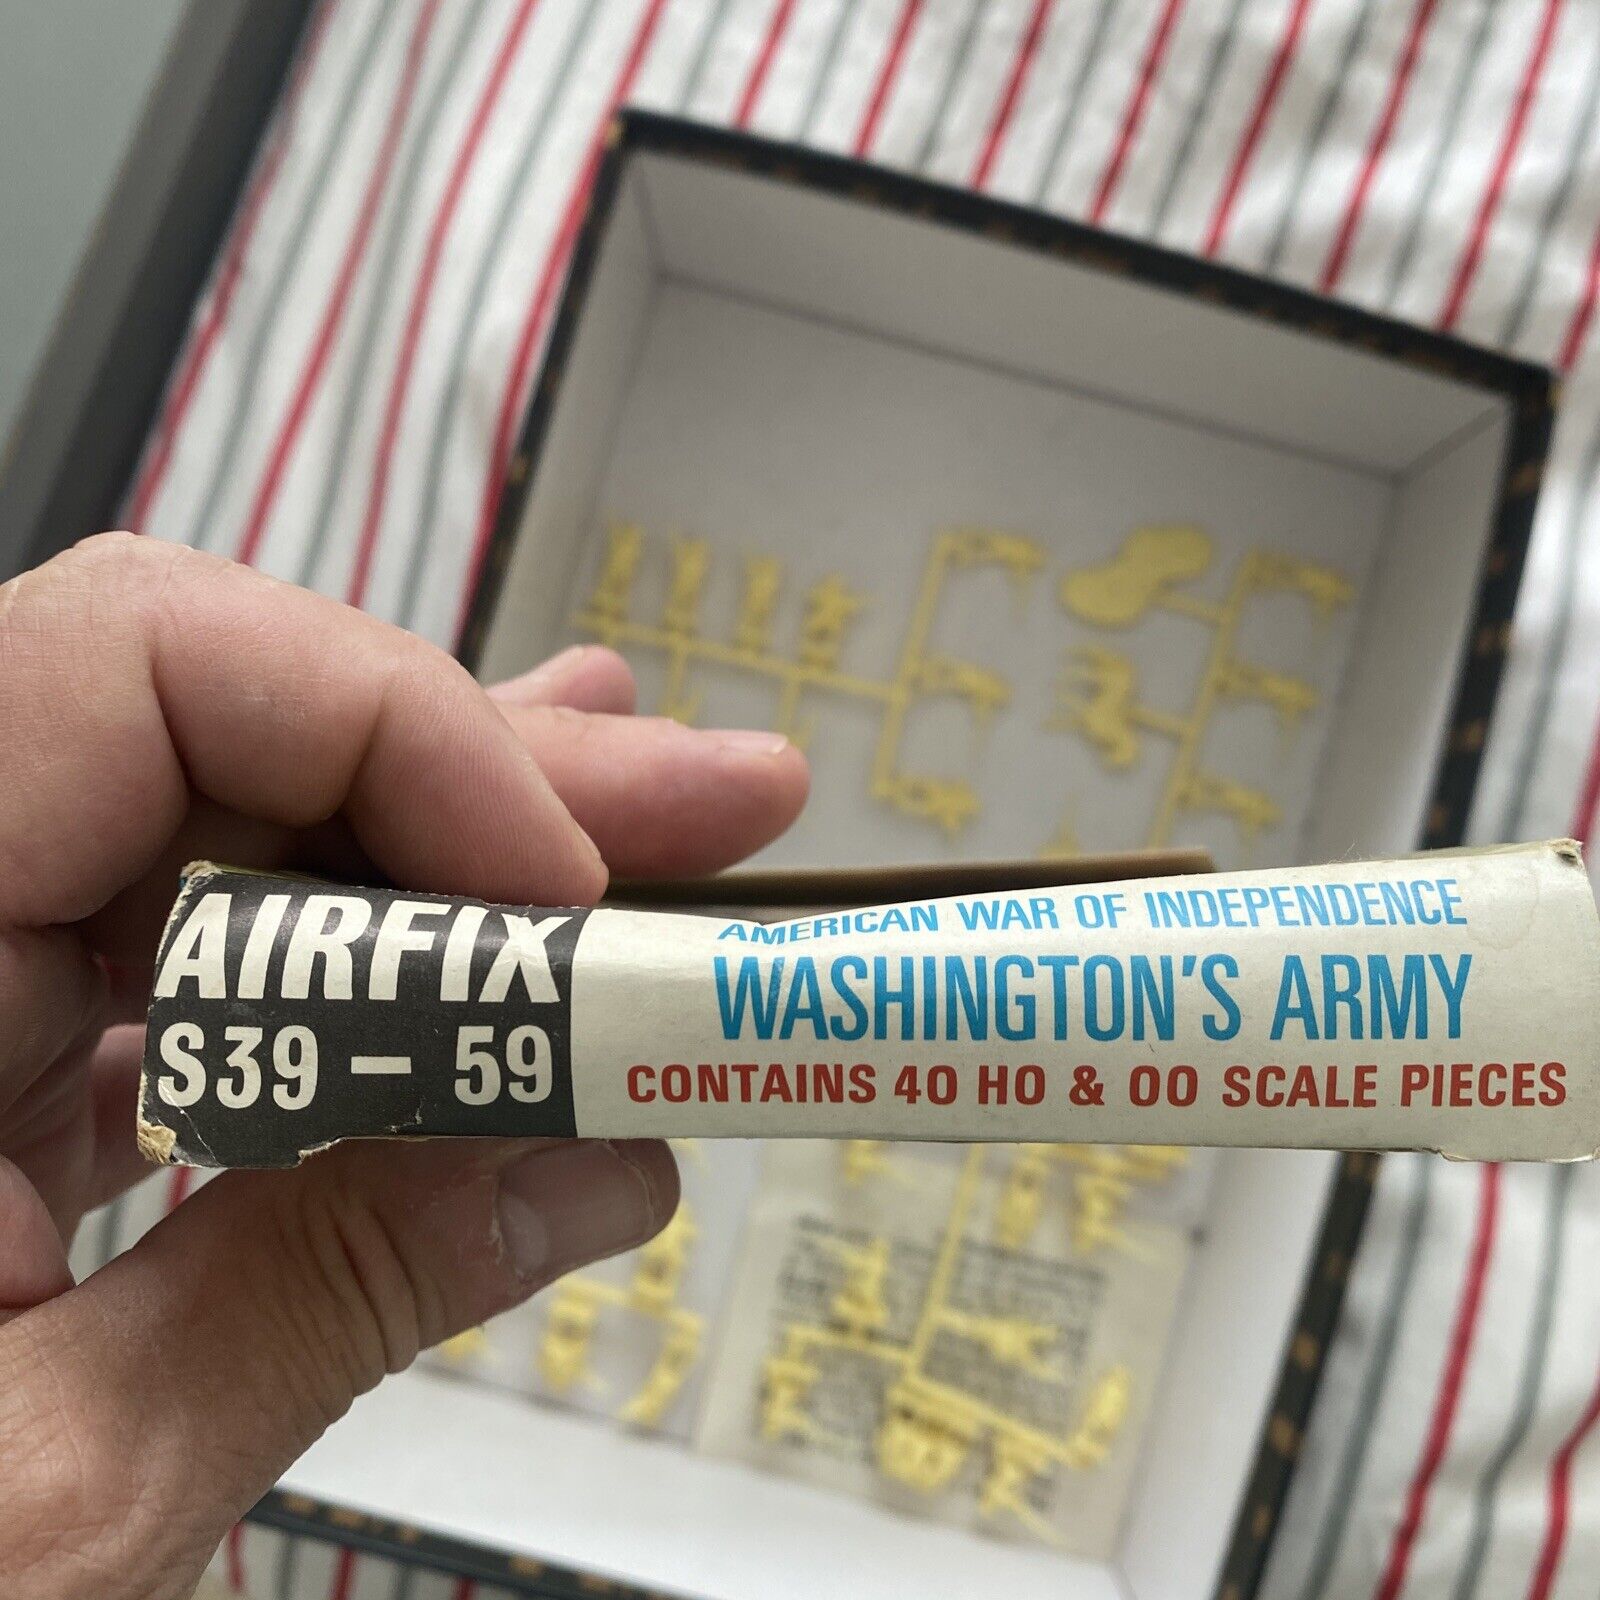 AIRFIX
S39 — 59
AMERICAN WAR OF INDEPENDENCE
WASHINGTON'S ARMY
CONTAINS 40 HO & OO SCALE PIECES